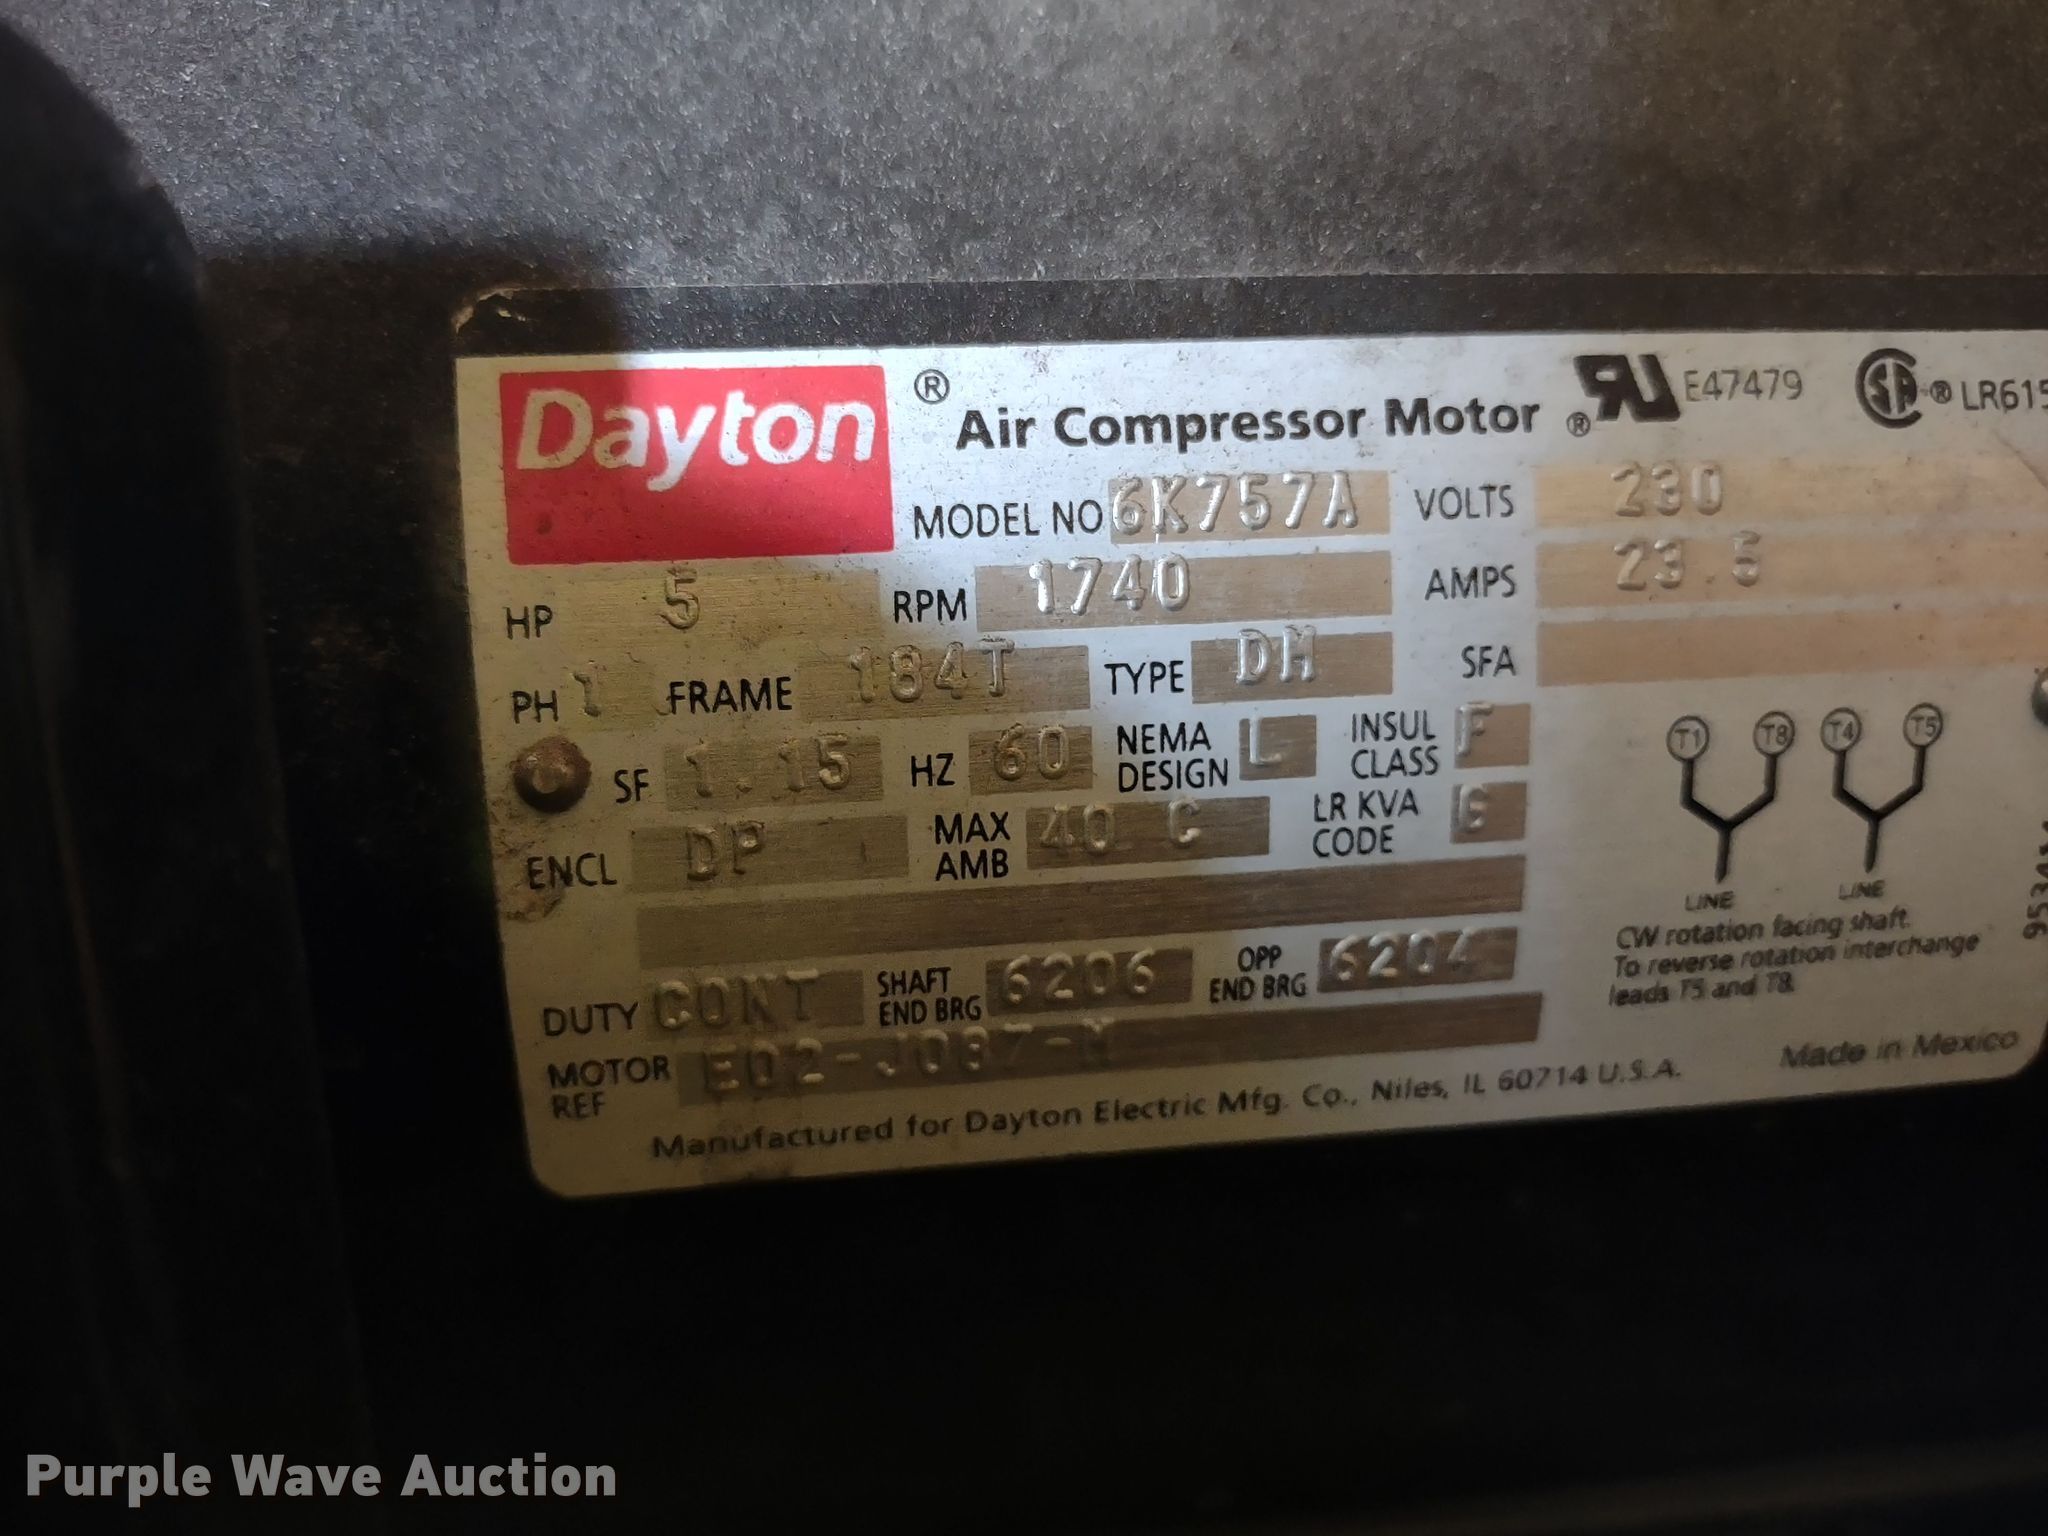 Dayton ® Air Compressor Motor ® E47479 ® LR615
MODEL NO 6K757A VOLTS 230
HP 5 RPM 1740 AMPS 23.5
PH 1 FRAME 184T TYPE DM SFA
SF 1.15 HZ 60 NEMA DESIGN L INSUL CLASS F
ENCL DP MAX AMB 40 C LR KVA CODE G
T1 T8 T4 T5
LINE LINE
CW rotation facing shaft.
To reverse rotation interchange
leads T5 and T8.
DUTY CONT SHAFT END BRG 6206 OPP END BRG 6204
MOTOR REF
Made in Mexico
Manufactured for Dayton Electric Mfg. Co., Niles, IL 60714 U.S.A.
Purple Wave Auction